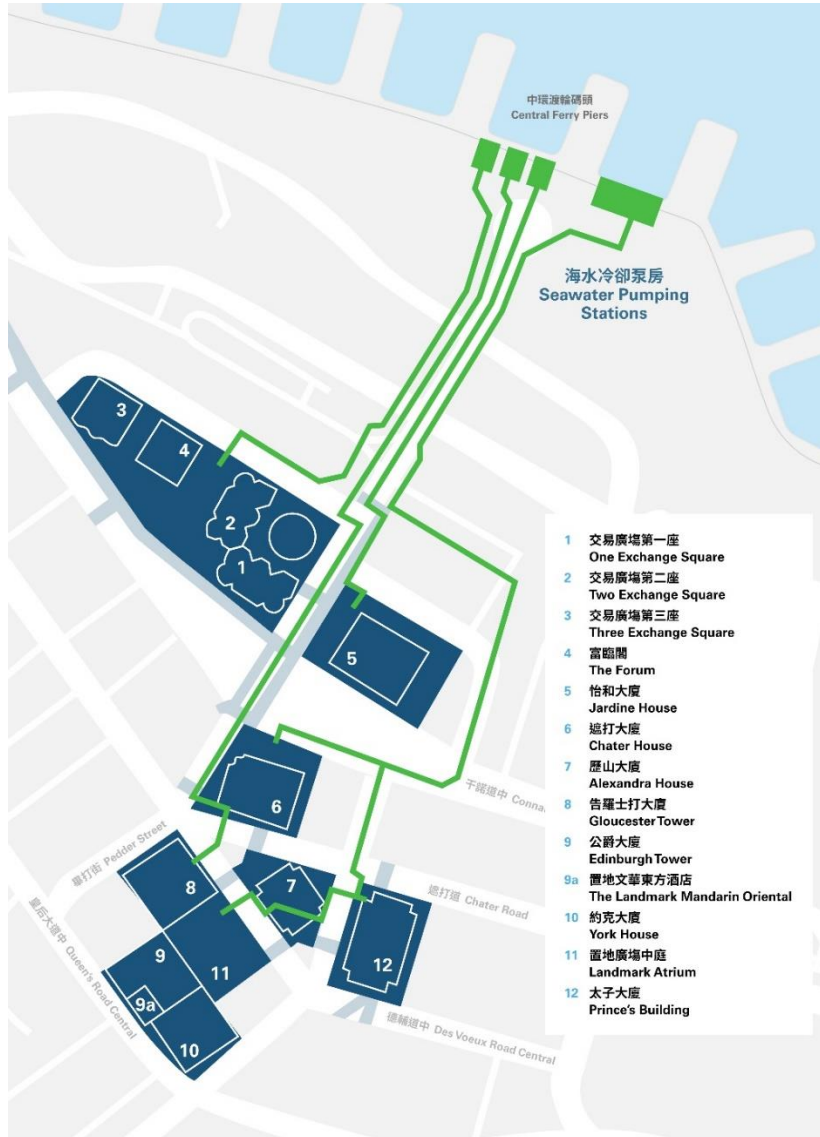 中環渡輪碼頭
Central Ferry Piers
海水冷卻泵房
Seawater Pumping
Stations
3
4
2
1
5
6
7
8
9
11
9a
10
12
干諾道中 Conna
畢打街 Pedder Street
遮打道 Chater Road
皇后大道中 Queen's Road Central
德輔道中 Des Voeux Road Central
1 交易廣場第一座
One Exchange Square
2 交易廣場第二座
Two Exchange Square
3 交易廣場第三座
Three Exchange Square
4 富臨閣
The Forum
5 怡和大廈
Jardine House
6 遮打大廈
Chater House
7 歷山大廈
Alexandra House
8 告羅士打大廈
Gloucester Tower
9 公爵大廈
Edinburgh Tower
9a 置地文華東方酒店
The Landmark Mandarin Oriental
10 約克大廈
York House
11 置地廣場中庭
Landmark Atrium
12 太子大廈
Prince's Building